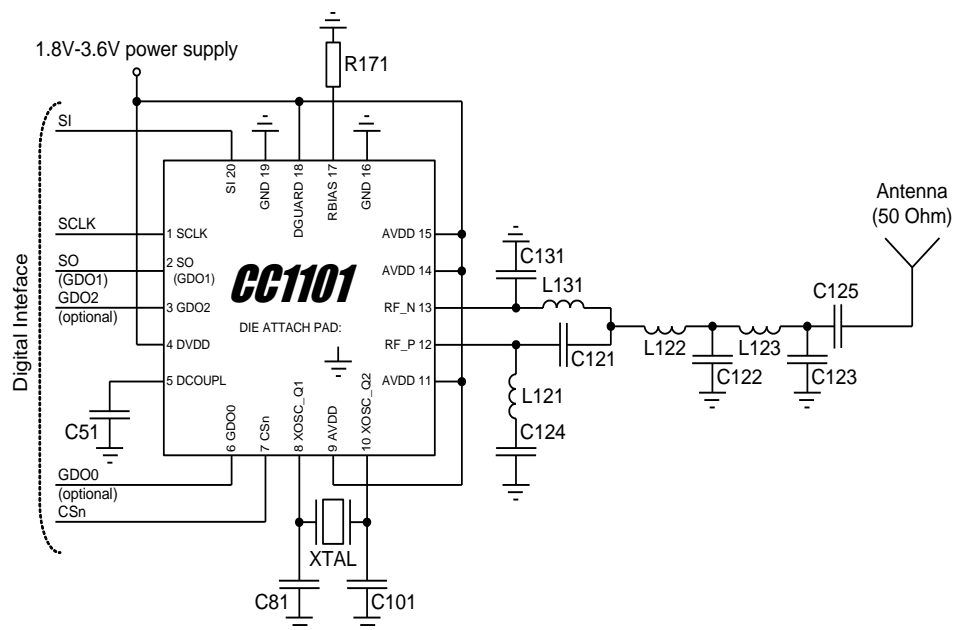 1.8V-3.6V power supply
R171
SI
SI 20
GND 19
DGUARD 18
RBIAS 17
GND 16
Antenna
(50 Ohm)
Digital Inteface
SCLK
1 SCLK
AVDD 15
SO
(GDO1)
2 SO
(GDO1)
AVDD 14
C131
L131
C125
GDO2
(optional)
3 GDO2
CC1101
RF_N 13
DIE ATTACH PAD:
4 DVDD
RF_P 12
C121
L122
L123
C122
C123
5 DCOUPL
AVDD 11
L121
C124
C51
6 GDO0
7 CSn
8 XOSC_Q1
9 AVDD
10 XOSC_Q2
GDO0
(optional)
CSn
XTAL
C81
C101